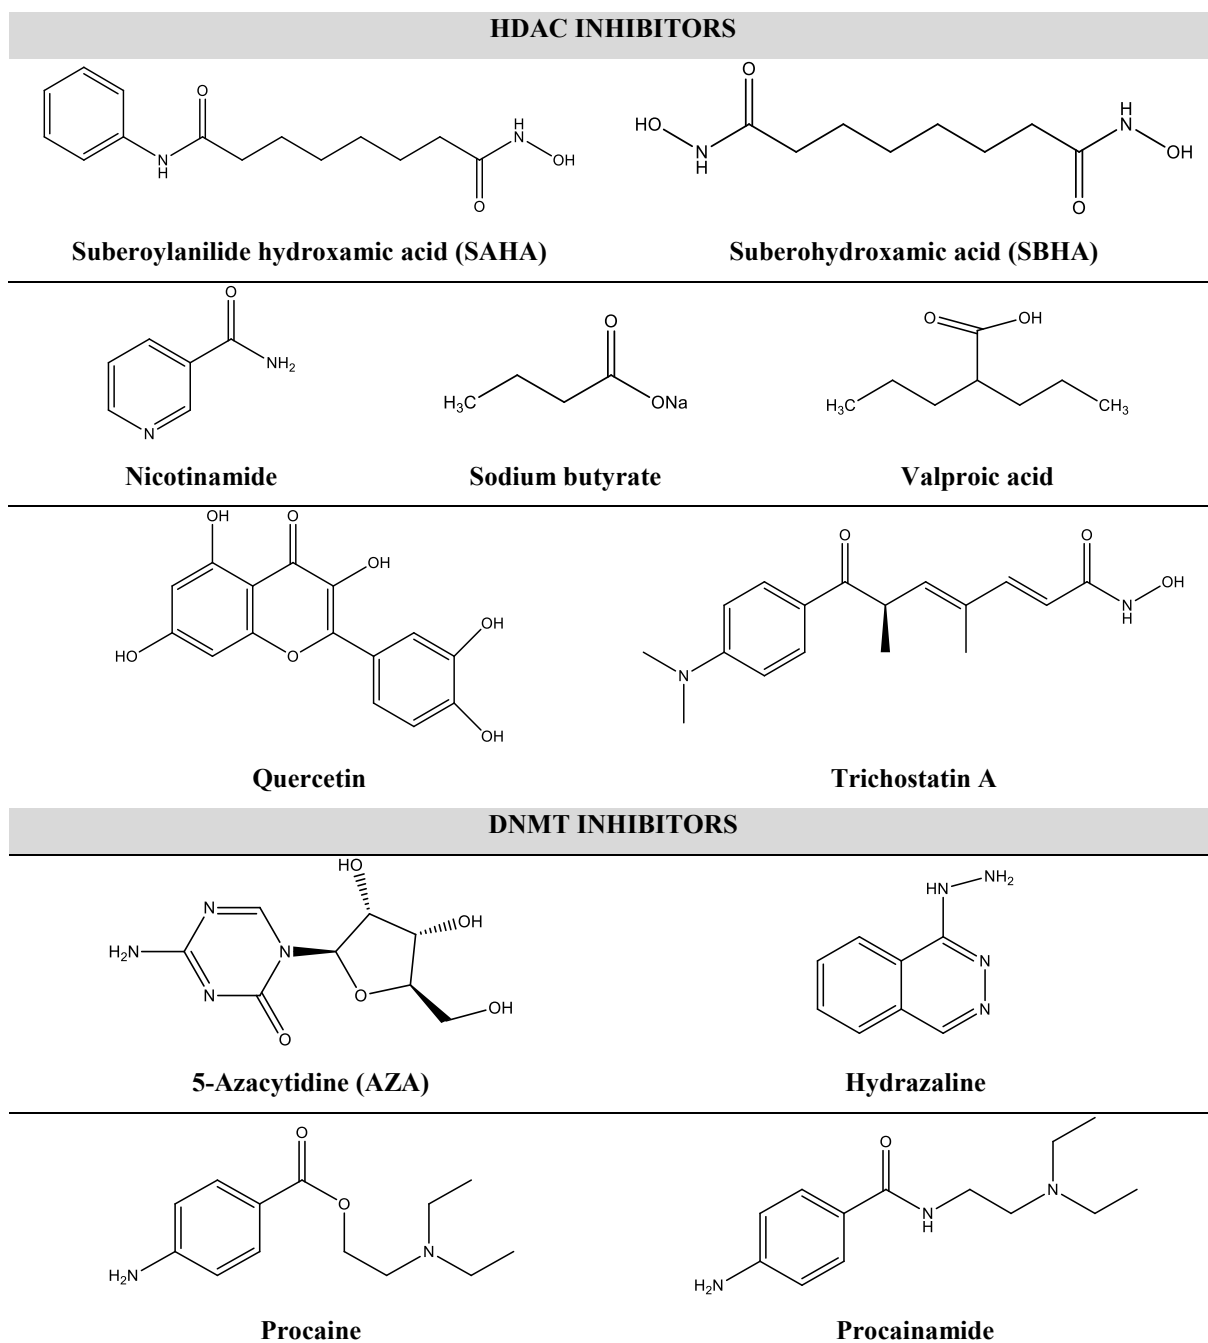 HDAC INHIBITORS
O
N
H
O
H
N
OH
HO
N
H
O
O
H
N
OH
Suberoylanilide hydroxamic acid (SAHA)
Suberohydroxamic acid (SBHA)
O
NH2
N
O
H3C
ONa
O
OH
H3C
CH3
Nicotinamide
Sodium butyrate
Valproic acid
OH
O
OH
HO
O
OH
OH
O
O
N
H
OH
N
Quercetin
Trichostatin A
DNMT INHIBITORS
HO
N
H2N
N
N
O
O
OH
OH
HN
NH2
N
N
5-Azacytidine (AZA)
Hydrazaline
O
O
N
H2N
O
N
H
N
H2N
Procaine
Procainamide